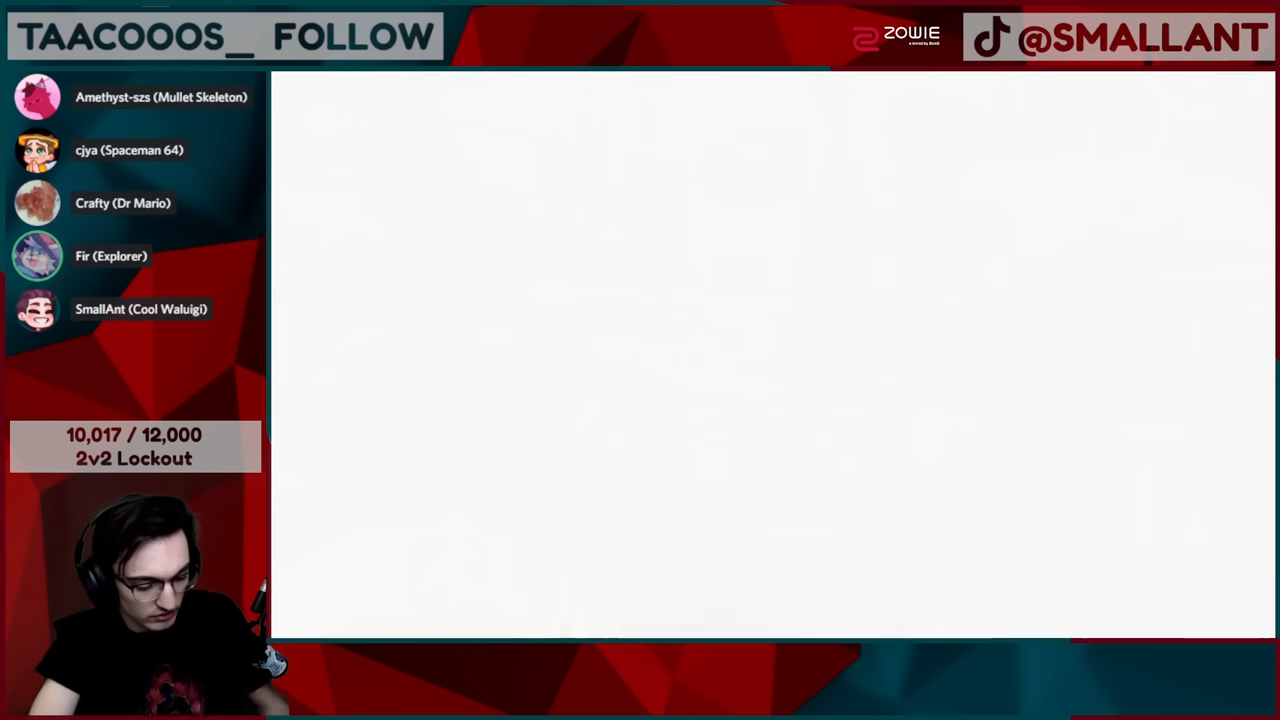 TAACOOOS_ FOLLOW
ZOWIE
@SMALLANT
Amethyst-szs (Mullet Skeleton)
cjya (Spaceman 64)
Crafty (Dr Mario)
Fir (Explorer)
SmallAnt (Cool Waluigi)
10,017 / 12,000
2v2 Lockout